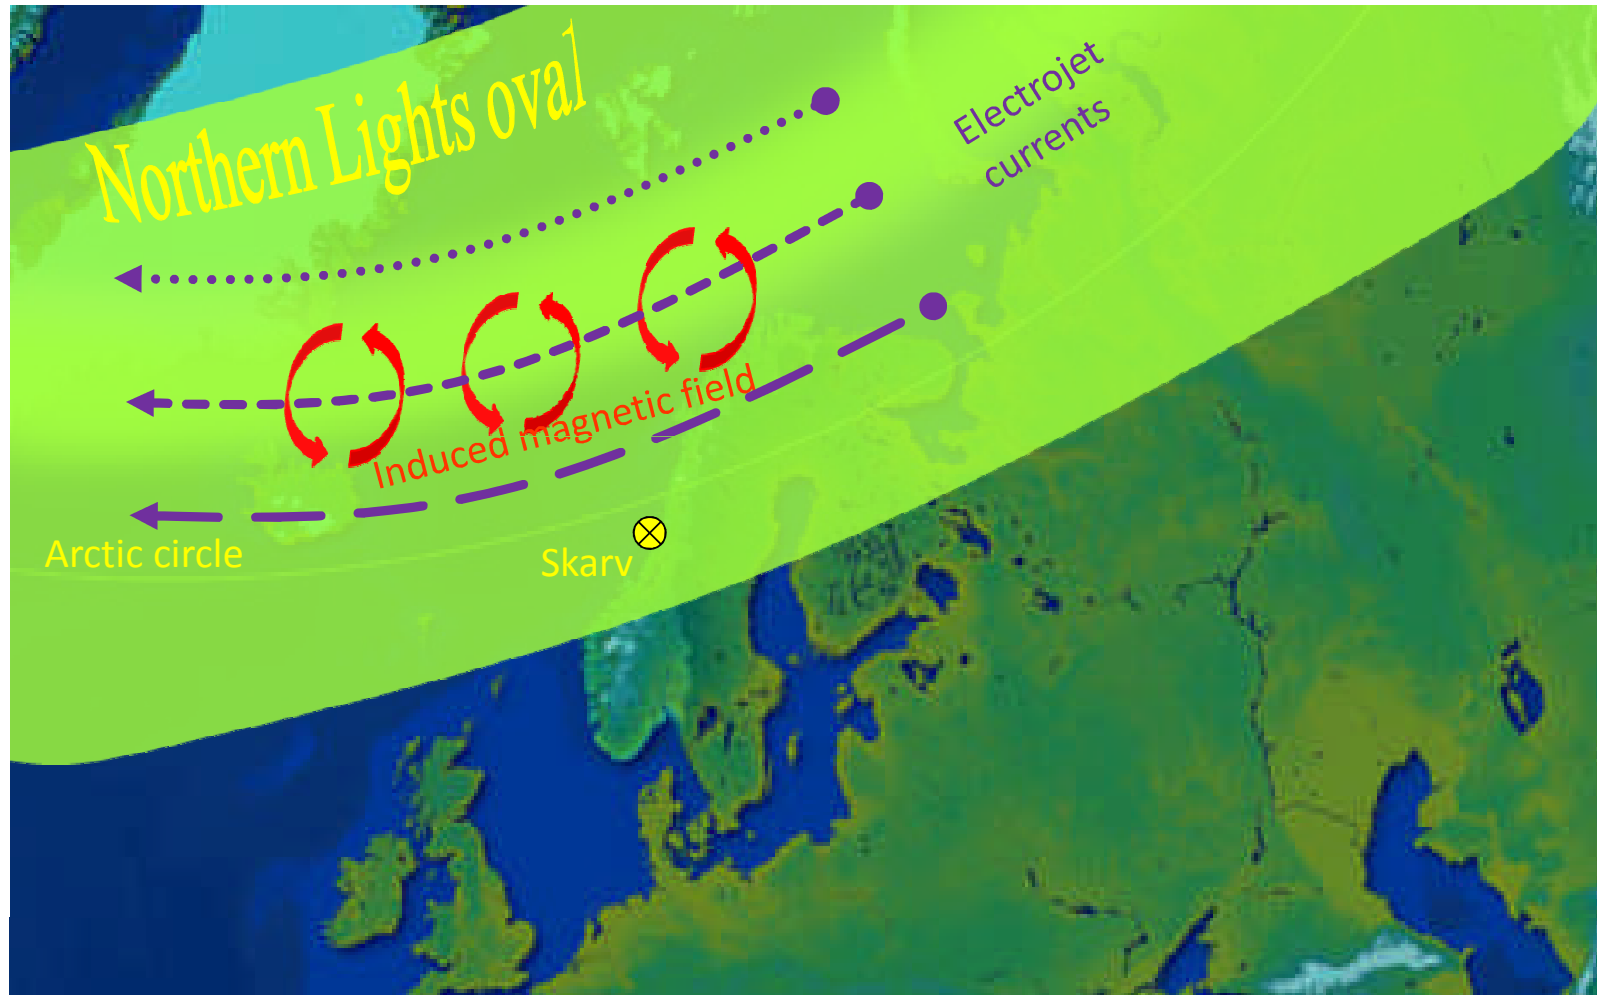 Northern Lights oval
Electrojet
currents
Induced magnetic field
Arctic circle
Skarv